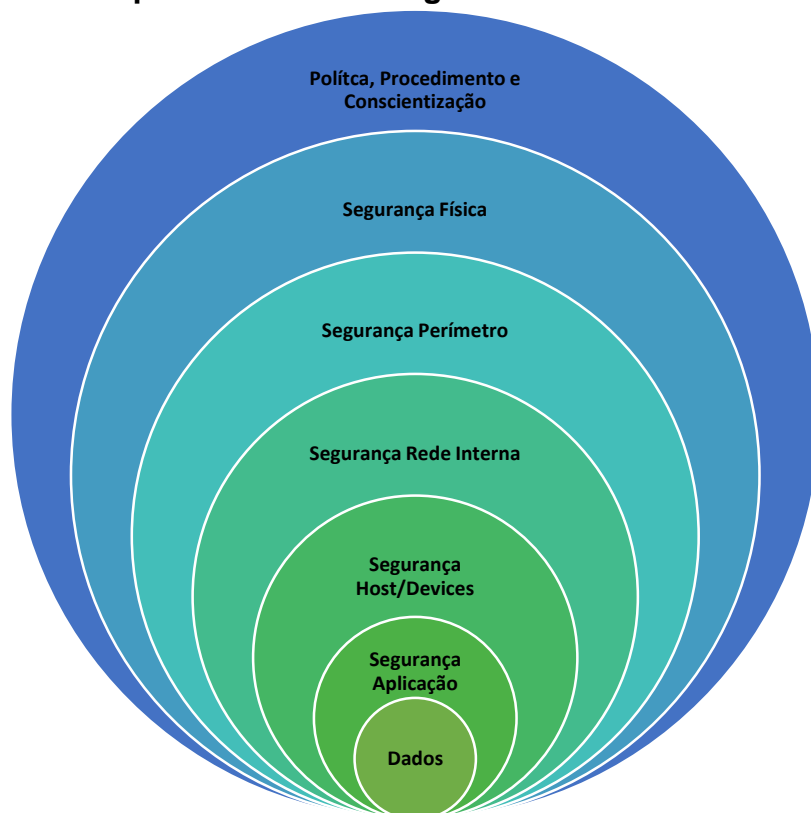 Polítca, Procedimento e
Conscientização
Segurança Física
Segurança Perímetro
Segurança Rede Interna
Segurança
Host/Devices
Segurança
Aplicação
Dados